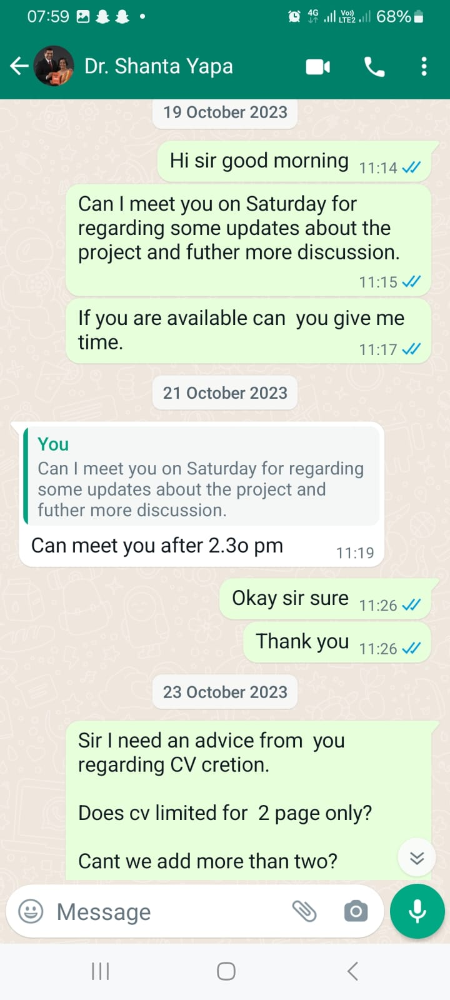 07:59
4G
Vo))
LTE2
68%
Dr. Shanta Yapa
19 October 2023
Hi sir good morning
11:14
Can I meet you on Saturday for
regarding some updates about the
project and futher more discussion.
11:15
If you are available can  you give me
time.
11:17
21 October 2023
You
Can I meet you on Saturday for regarding
some updates about the project and
futher more discussion.
Can meet you after 2.3o pm
11:19
Okay sir sure
11:26
Thank you
11:26
23 October 2023
Sir I need an advice from  you
regarding CV cretion.
Does cv limited for  2 page only?
Cant we add more than two?
Message